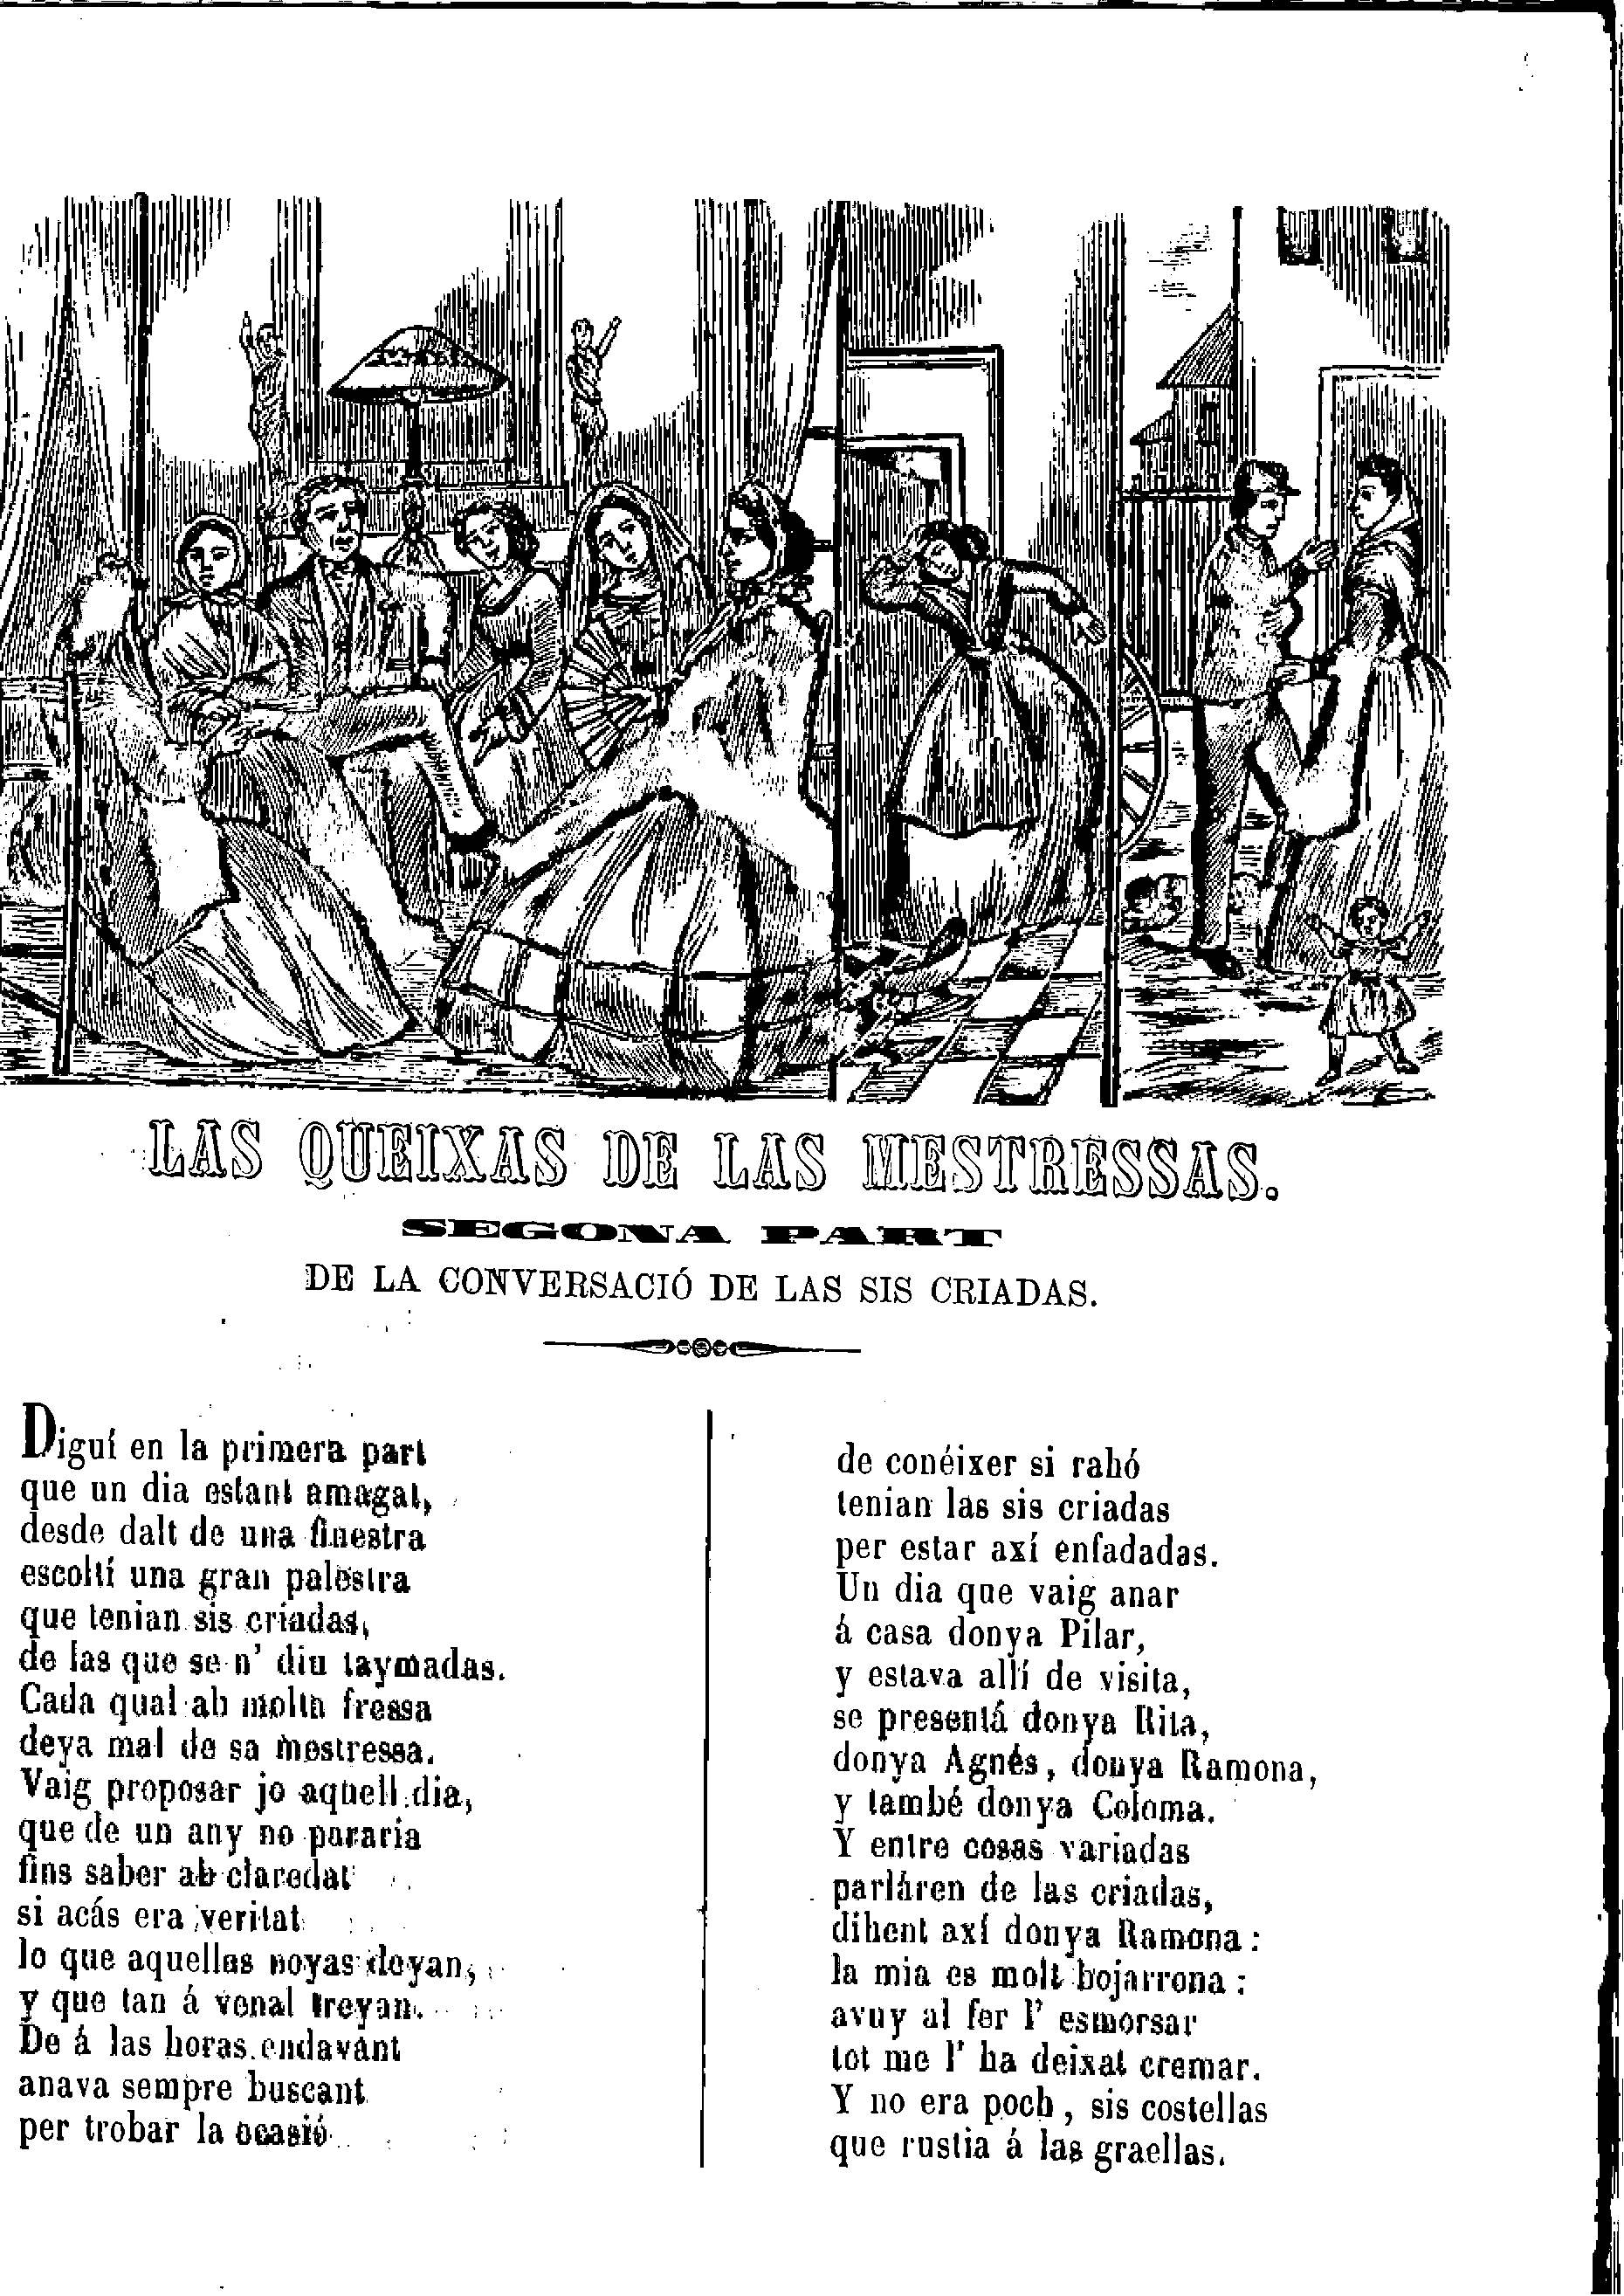 LAS QUEIXAS DE LAS MESTRESSAS.
SEGONA PART
DE LA CONVERSACIÓ DE LAS SIS CRIADAS.
Diguí en la primera part
que un dia estant amagat,
desde dalt de una finestra
escoltí una gran palestra
que tenian sis criadas,
de las que se n' diu taymadas.
Cada qual ab molta fressa
deya mal de sa mestressa.
Vaig proposar jo aquell dia,
que de un any no pararia
fins saber ab claredat
si acás era veritat
lo que aquellas noyas deyan,
y que tan á venal treyan.
De á las horas endavant
anava sempre buscant
per trobar la ocasió
de conéixer si rahó
tenian las sis criadas
per estar axí enfadadas.
Un dia que vaig anar
á casa donya Pilar,
y estava allí de visita,
se presentá donya Rita,
donya Agnés, donya Ramona,
y també donya Coloma.
Y entre cosas variadas
parláren de las criadas,
dihent axí donya Ramona:
la mia es molt bojarrona:
avuy al fer l' esmorsar
tot me l' ha deixat cremar.
Y no era poch, sis costellas
que rustia á las graellas.